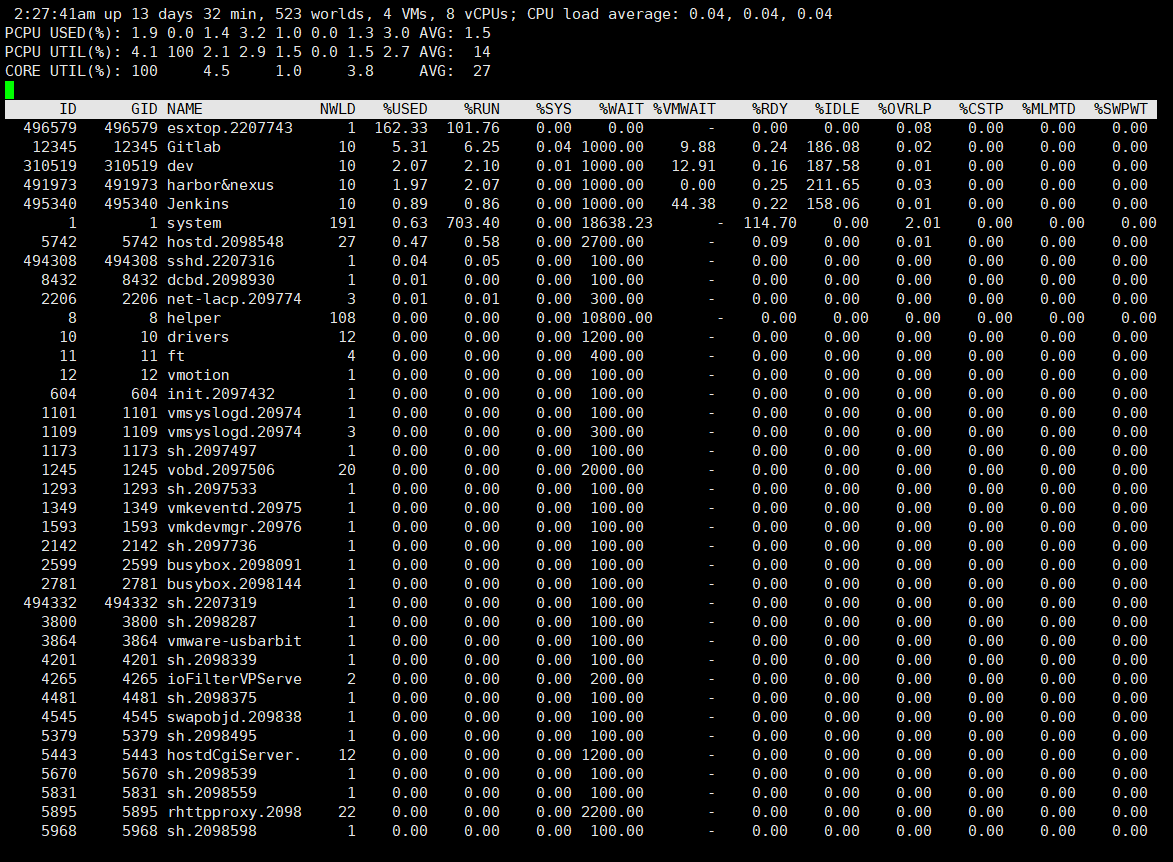 2:27:41am up 13 days 32 min, 523 worlds, 4 VMs, 8 vCPUs; CPU load average: 0.04, 0.04, 0.04
PCPU USED(%): 1.9 0.0 1.4 3.2 1.0 0.0 1.3 3.0 AVG: 1.5
PCPU UTIL(%): 4.1 100 2.1 2.9 1.5 0.0 1.5 2.7 AVG: 14
CORE UTIL(%): 100 4.5 1.0 3.8 AVG: 27
ID GID NAME NWLD %USED %RUN %SYS %WAIT %VMWAIT %RDY %IDLE %OVRLP %CSTP %MLMTD %SWPWT
496579 496579 esxtop.2207743 1 162.33 101.76 0.00 0.00 - 0.00 0.00 0.08 0.00 0.00 0.00
12345 12345 Gitlab 10 5.31 6.25 0.04 1000.00 9.88 0.24 186.08 0.02 0.00 0.00 0.00
310519 310519 dev 10 2.07 2.10 0.01 1000.00 12.91 0.16 187.58 0.01 0.00 0.00 0.00
491973 491973 harbor&nexus 10 1.97 2.07 0.00 1000.00 0.00 0.25 211.65 0.03 0.00 0.00 0.00
495340 495340 Jenkins 10 0.89 0.86 0.00 1000.00 44.38 0.22 158.06 0.01 0.00 0.00 0.00
1 1 system 191 0.63 703.40 0.00 18638.23 - 114.70 0.00 2.01 0.00 0.00 0.00
5742 5742 hostd.2098548 27 0.47 0.58 0.00 2700.00 - 0.09 0.00 0.01 0.00 0.00 0.00
494308 494308 sshd.2207316 1 0.04 0.05 0.00 100.00 - 0.00 0.00 0.00 0.00 0.00 0.00
8432 8432 dcbd.2098930 1 0.01 0.00 0.00 100.00 - 0.00 0.00 0.00 0.00 0.00 0.00
2206 2206 net-lacp.209774 3 0.01 0.01 0.00 300.00 - 0.00 0.00 0.00 0.00 0.00 0.00
8 8 helper 108 0.00 0.00 0.00 10800.00 - 0.00 0.00 0.00 0.00 0.00 0.00
10 10 drivers 12 0.00 0.00 0.00 1200.00 - 0.00 0.00 0.00 0.00 0.00 0.00
11 11 ft 4 0.00 0.00 0.00 400.00 - 0.00 0.00 0.00 0.00 0.00 0.00
12 12 vmotion 1 0.00 0.00 0.00 100.00 - 0.00 0.00 0.00 0.00 0.00 0.00
604 604 init.2097432 1 0.00 0.00 0.00 100.00 - 0.00 0.00 0.00 0.00 0.00 0.00
1101 1101 vmsyslogd.20974 1 0.00 0.00 0.00 100.00 - 0.00 0.00 0.00 0.00 0.00 0.00
1109 1109 vmsyslogd.20974 3 0.00 0.00 0.00 300.00 - 0.00 0.00 0.00 0.00 0.00 0.00
1173 1173 sh.2097497 1 0.00 0.00 0.00 100.00 - 0.00 0.00 0.00 0.00 0.00 0.00
1245 1245 vobd.2097506 20 0.00 0.00 0.00 2000.00 - 0.00 0.00 0.00 0.00 0.00 0.00
1293 1293 sh.2097533 1 0.00 0.00 0.00 100.00 - 0.00 0.00 0.00 0.00 0.00 0.00
1349 1349 vmkeventd.20975 1 0.00 0.00 0.00 100.00 - 0.00 0.00 0.00 0.00 0.00 0.00
1593 1593 vmkdevmgr.20976 1 0.00 0.00 0.00 100.00 - 0.00 0.00 0.00 0.00 0.00 0.00
2142 2142 sh.2097736 1 0.00 0.00 0.00 100.00 - 0.00 0.00 0.00 0.00 0.00 0.00
2599 2599 busybox.2098091 1 0.00 0.00 0.00 100.00 - 0.00 0.00 0.00 0.00 0.00 0.00
2781 2781 busybox.2098144 1 0.00 0.00 0.00 100.00 - 0.00 0.00 0.00 0.00 0.00 0.00
494332 494332 sh.2207319 1 0.00 0.00 0.00 100.00 - 0.00 0.00 0.00 0.00 0.00 0.00
3800 3800 sh.2098287 1 0.00 0.00 0.00 100.00 - 0.00 0.00 0.00 0.00 0.00 0.00
3864 3864 vmware-usbarbit 1 0.00 0.00 0.00 100.00 - 0.00 0.00 0.00 0.00 0.00 0.00
4201 4201 sh.2098339 1 0.00 0.00 0.00 100.00 - 0.00 0.00 0.00 0.00 0.00 0.00
4265 4265 ioFilterVPServe 2 0.00 0.00 0.00 200.00 - 0.00 0.00 0.00 0.00 0.00 0.00
4481 4481 sh.2098375 1 0.00 0.00 0.00 100.00 - 0.00 0.00 0.00 0.00 0.00 0.00
4545 4545 swapobjd.209838 1 0.00 0.00 0.00 100.00 - 0.00 0.00 0.00 0.00 0.00 0.00
5379 5379 sh.2098495 1 0.00 0.00 0.00 100.00 - 0.00 0.00 0.00 0.00 0.00 0.00
5443 5443 hostdCgiServer. 12 0.00 0.00 0.00 1200.00 - 0.00 0.00 0.00 0.00 0.00 0.00
5670 5670 sh.2098539 1 0.00 0.00 0.00 100.00 - 0.00 0.00 0.00 0.00 0.00 0.00
5831 5831 sh.2098559 1 0.00 0.00 0.00 100.00 - 0.00 0.00 0.00 0.00 0.00 0.00
5895 5895 rhttpproxy.2098 22 0.00 0.00 0.00 2200.00 - 0.00 0.00 0.00 0.00 0.00 0.00
5968 5968 sh.2098598 1 0.00 0.00 0.00 100.00 - 0.00 0.00 0.00 0.00 0.00 0.00